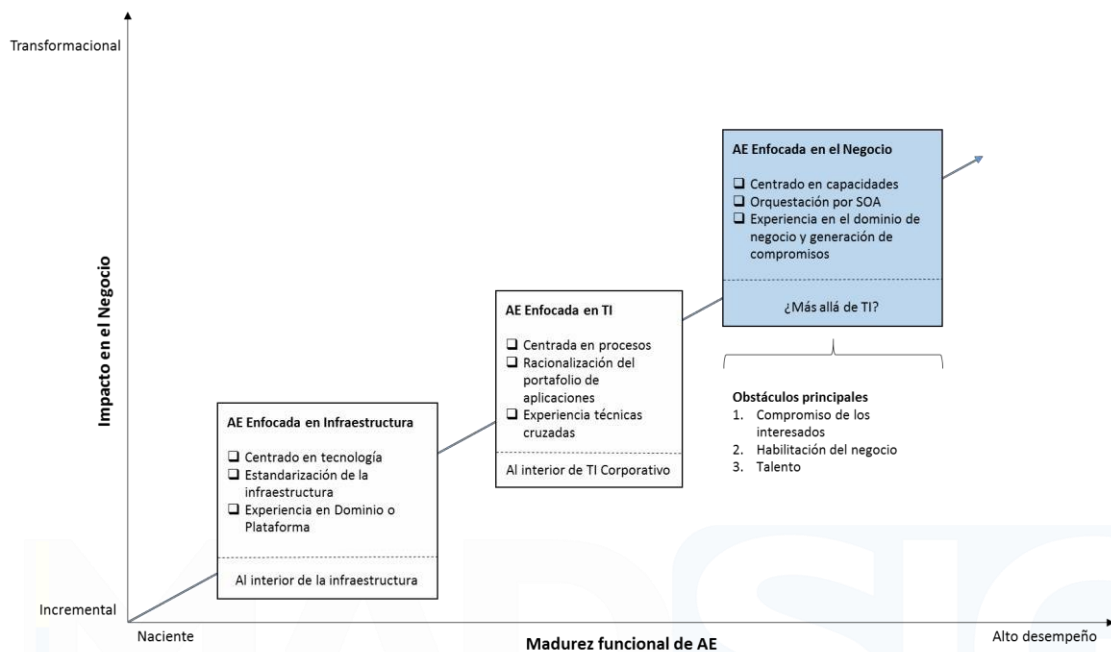 Transformacional
Impacto en el Negocio
Incremental
AE Enfocada en el Negocio
Centrado en capacidades
Orquestación por SOA
Experiencia en el dominio de
negocio y generación de
compromisos
¿Más allá de TI?
AE Enfocada en TI
Centrada en procesos
Racionalización del
portafolio de
aplicaciones
Experiencia técnicas
cruzadas
Al interior de TI Corporativo
Obstáculos principales
1. Compromiso de los
interesados
2. Habilitación del negocio
3. Talento
AE Enfocada en Infraestructura
Centrado en tecnología
Estandarización de la
infraestructura
Experiencia en Dominio o
Plataforma
Al interior de la infraestructura
Naciente
Madurez funcional de AE
Alto desempeño